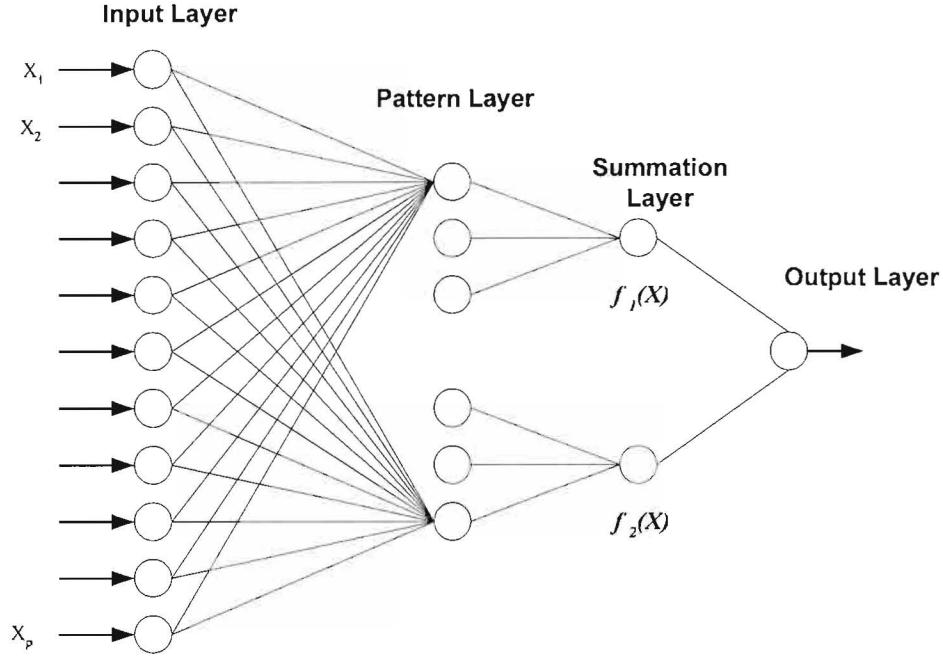 Input Layer
X₁
X₂
Pattern Layer
Summation
Layer
Output Layer
f₁(X)
f₂(X)
Xₚ